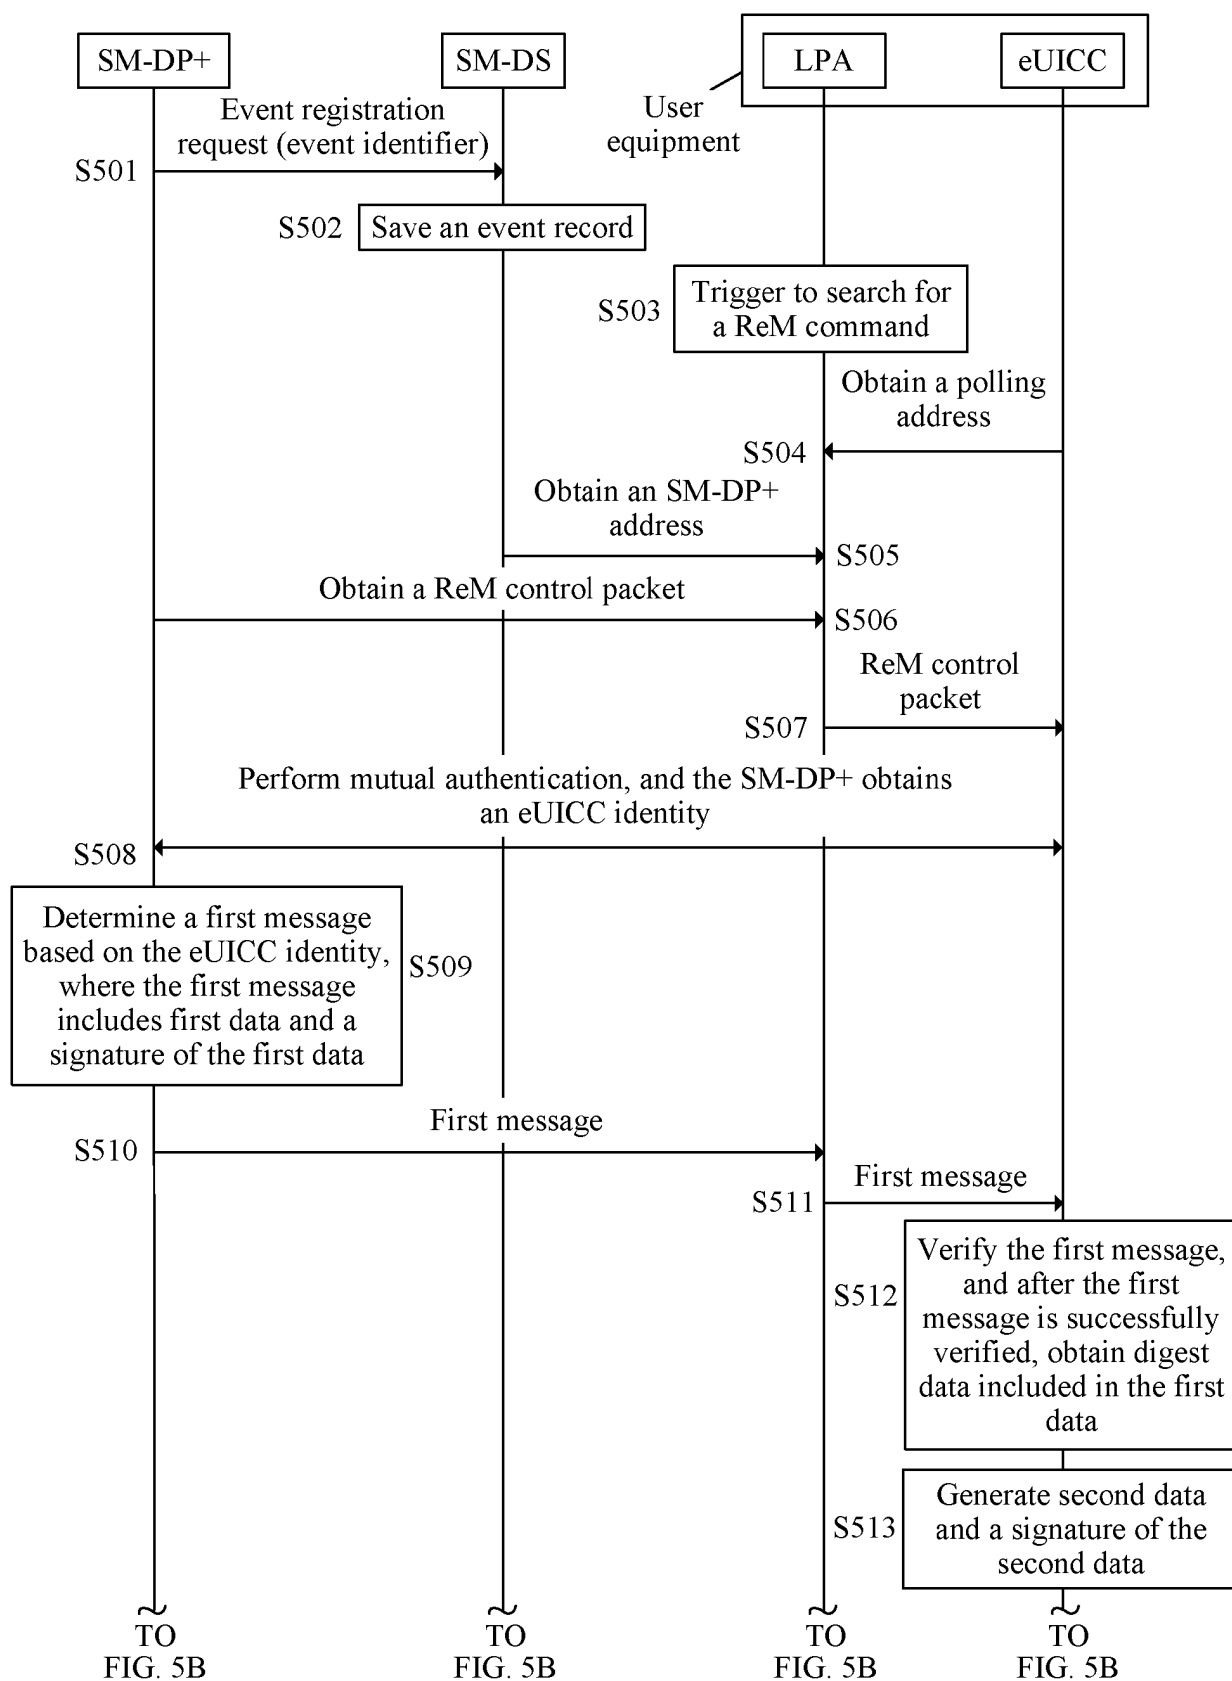 SM-DP+
SM-DS
LPA
eUICC
User
equipment
Event registration
request (event identifier)
S501
S502
Save an event record
S503
Trigger to search for
a ReM command
Obtain a polling
address
S504
Obtain an SM-DP+
address
S505
Obtain a ReM control packet
S506
ReM control
packet
S507
Perform mutual authentication, and the SM-DP+ obtains
an eUICC identity
S508
Determine a first message
based on the eUICC identity,
where the first message
includes first data and a
signature of the first data
S509
First message
S510
First message
S511
Verify the first message,
and after the first
message is successfully
verified, obtain digest
data included in the first
data
S512
Generate second data
and a signature of the
second data
S513
TO
FIG. 5B
TO
FIG. 5B
TO
FIG. 5B
TO
FIG. 5B